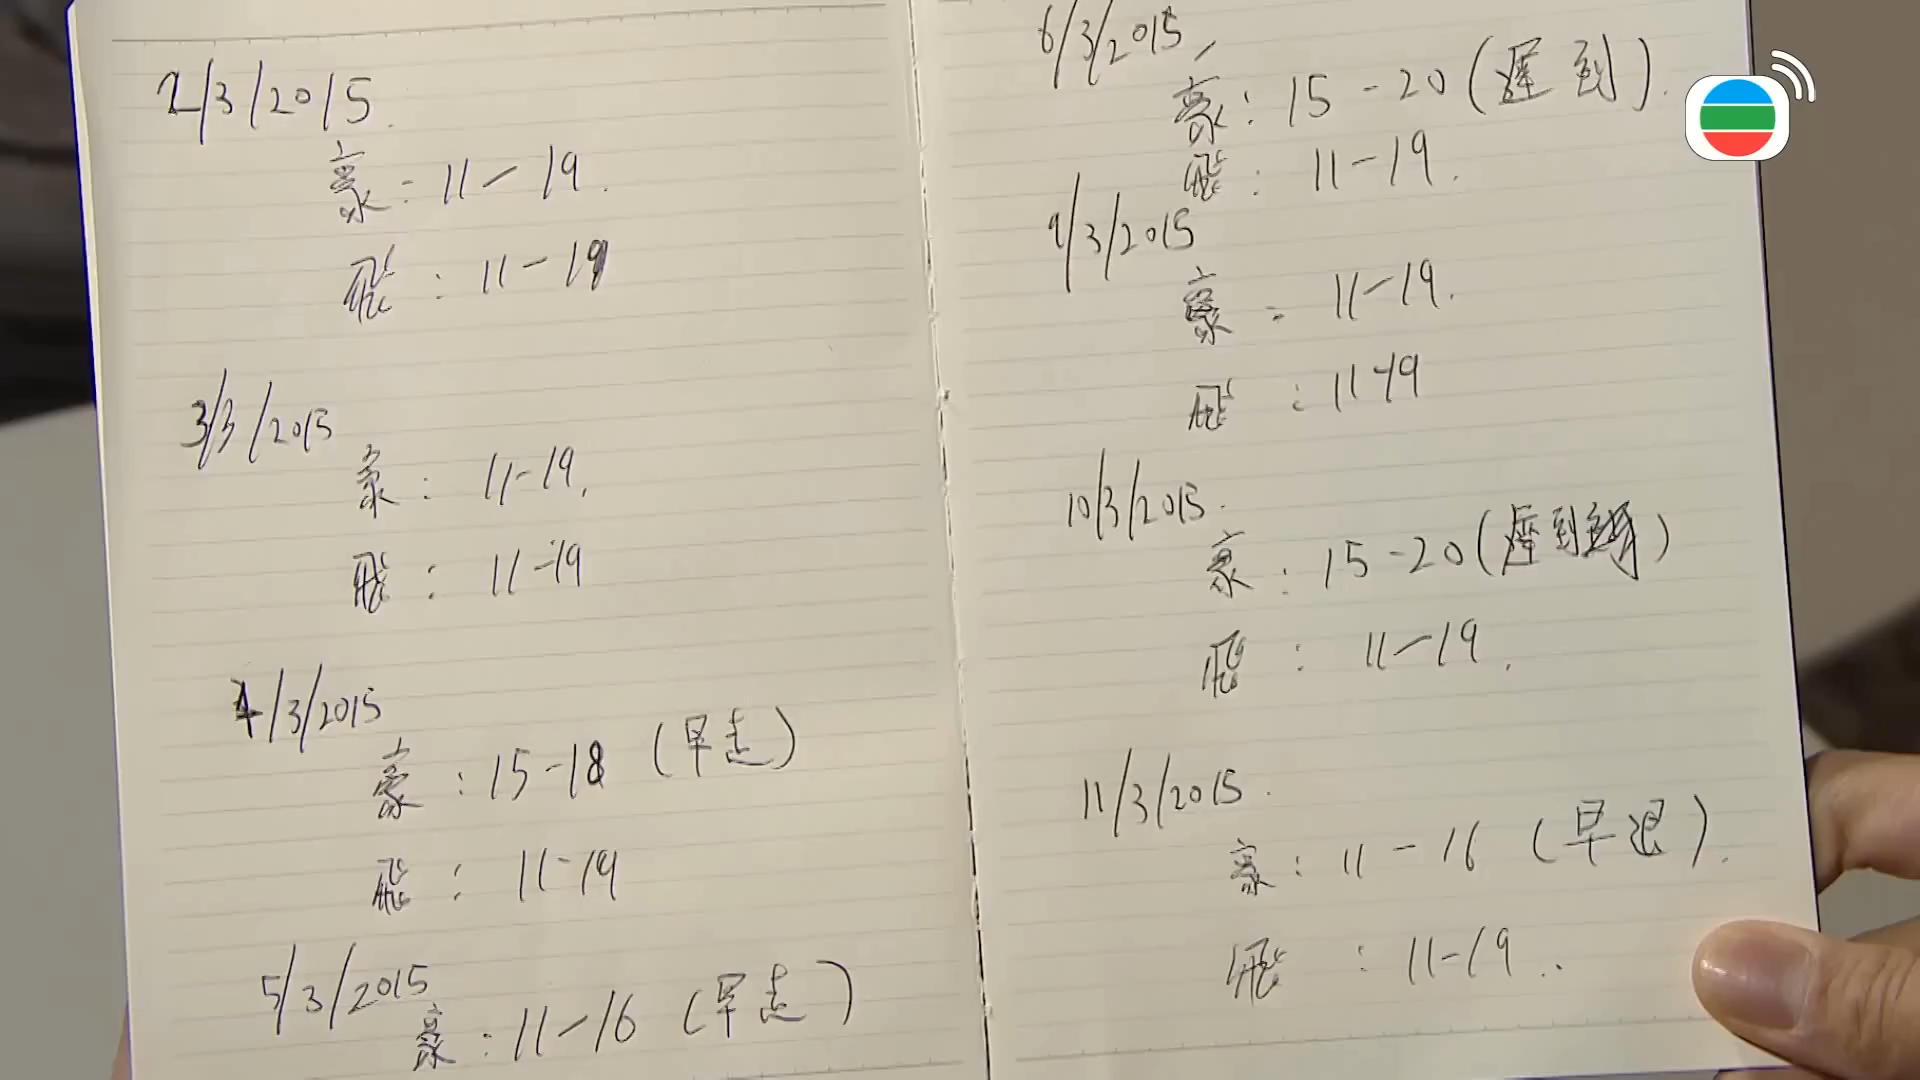 2/3/2015.
豪：11－19.
飛：11－19
3/3/2015
豪：11-19.
飛：11-19
4/3/2015
豪：15-18（早走）
飛：11-19
5/3/2015
豪：11－16（早走）
6/3/2015
豪：15-20（遲到）.
飛：11-19.
9/3/2015
豪：11-19.
飛：11-19
10/3/2015.
豪：15-20（遲到）
飛：11－19.
11/3/2015.
豪：11－16（早退）.
飛：11-19..